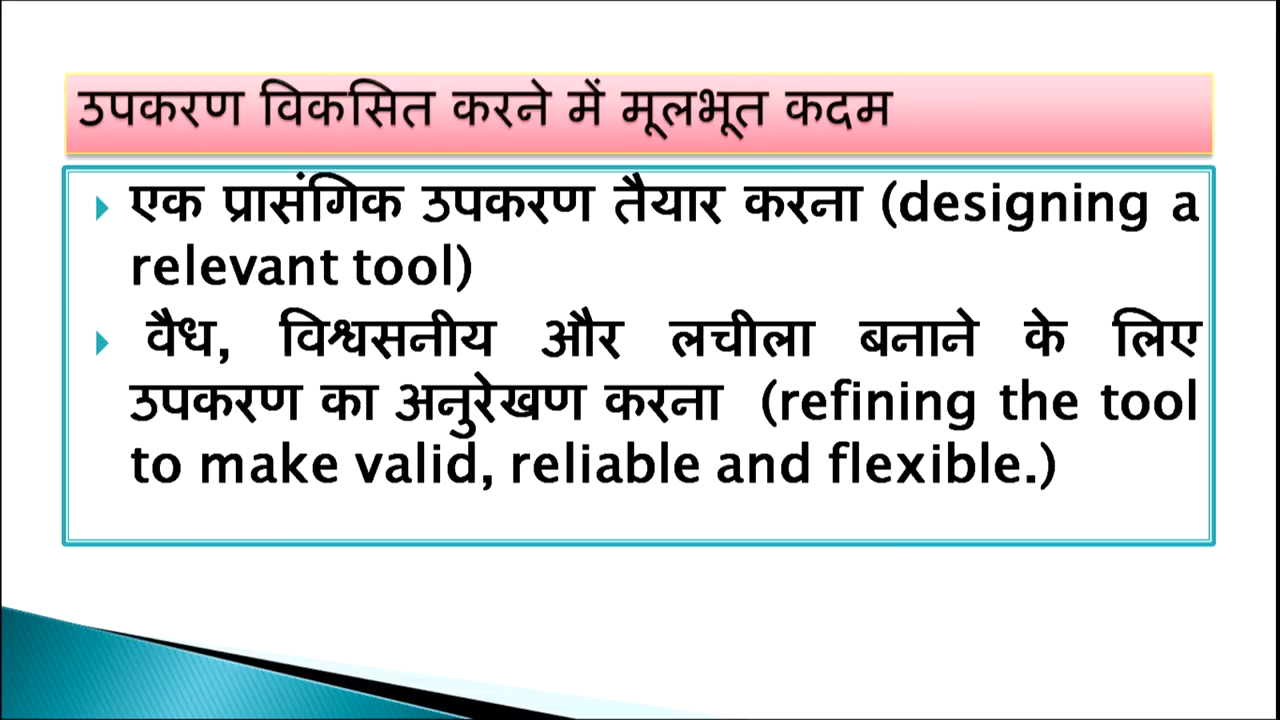 उपकरण विकसित करने में मूलभूत कदम
एक प्रासंगिक उपकरण तैयार करना (designing a
relevant tool)
वैध, विश्वसनीय और लचीला बनाने के लिए
उपकरण का अनुरेखण करना (refining the tool
to make valid, reliable and flexible.)